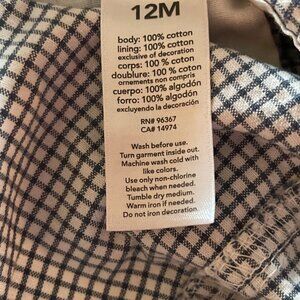 12M
body: 100% cotton
lining: 100% cotton
exclusive of decoration
corps: 100 % coton
doublure: 100 % coton
ornements non compris
cuerpo: 100% algodón
forro: 100% algodón
excluyendo la decoración
RN# 96367
CA# 14974
Wash before use.
Turn garment inside out.
Machine wash cold with
like colors.
Use only non-chlorine
bleach when needed.
Tumble dry medium.
Warm iron if needed.
Do not iron decoration.